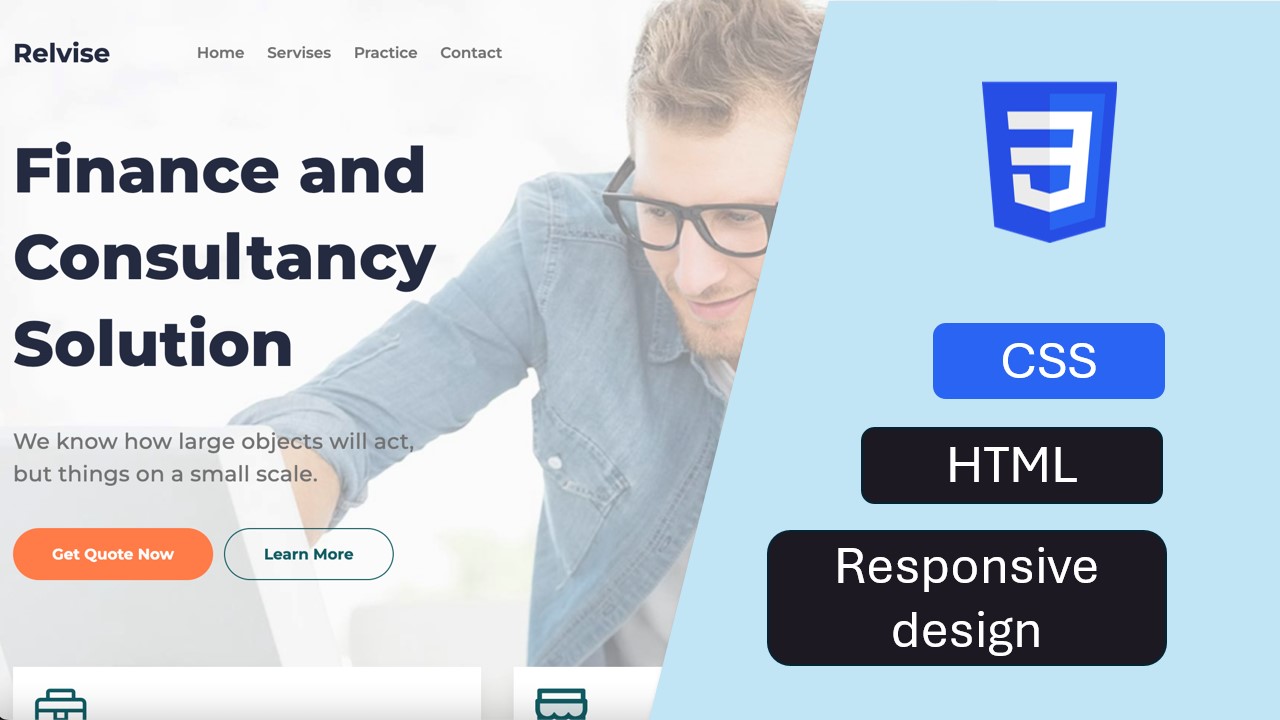 Relvise
Home Servises Practice Contact
Finance and
Consultancy
Solution
We know how large objects will act,
but things on a small scale.
Get Quote Now Learn More
CSS
HTML
Responsive
design